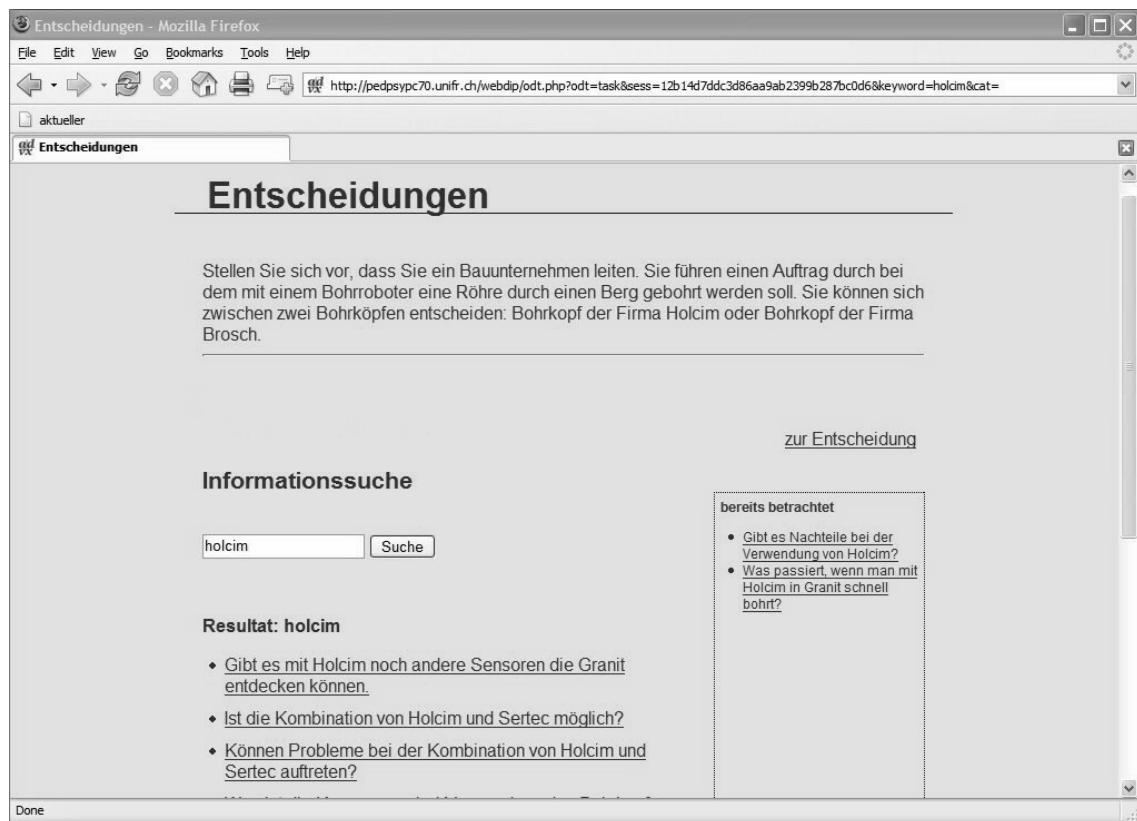 Entscheidungen - Mozilla Firefox
File Edit View Go Bookmarks Tools Help
http://pedpsypc70.unifr.ch/webdip/odt.php?odt=task&sess=12b14d7ddc3d86aa9ab2399b287bc0d6&keyword=holcim&cat=
aktueller
Entscheidungen
Entscheidungen
Stellen Sie sich vor, dass Sie ein Bauunternehmen leiten. Sie führen einen Auftrag durch bei
dem mit einem Bohrroboter eine Röhre durch einen Berg gebohrt werden soll. Sie können sich
zwischen zwei Bohrköpfen entscheiden: Bohrkopf der Firma Holcim oder Bohrkopf der Firma
Brosch.
zur Entscheidung
Informationssuche
holcim Suche
bereits betrachtet
Gibt es Nachteile bei der
Verwendung von Holcim?
Was passiert, wenn man mit
Holcim in Granit schnell
bohrt?
Resultat: holcim
Gibt es mit Holcim noch andere Sensoren die Granit
entdecken können.
Ist die Kombination von Holcim und Sertec möglich?
Können Probleme bei der Kombination von Holcim und
Sertec auftreten?
Done